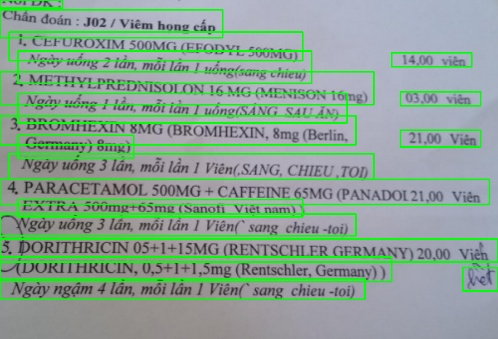 Nơi ĐK :
Chẩn đoán : J02 / Viêm họng cấp
1. CEFUROXIM 500MG (EFODYL 500MG) 14,00 viên
Ngày uống 2 lần, mỗi lần 1 uống(sang chieu)
2. METHYLPREDNISOLON 16 MG (MENISON 16mg) 03,00 viên
Ngày uống 1 lần, mỗi lần 1 uống(SÁNG SAU ĂN)
3. BROMHEXIN 8MG (BROMHEXIN, 8mg (Berlin, 21,00 Viên
Germany) 8mg)
Ngày uống 3 lần, mỗi lần 1 Viên(,SANG, CHIEU ,TOI)
4, PARACETAMOL 500MG + CAFFEINE 65MG (PANADOL 21,00 Viên
EXTRA 500mg+65mg (Sanofi Việt nam)
Ngày uống 3 lần, mỗi lần 1 Viên(` sang chieu -toi)
5. DORITHRICIN 05+1+15MG (RENTSCHLER GERMANY) 20,00 Viên
(DORITHRICIN, 0,5+1+1,5mg (Rentschler, Germany) )
Ngày ngậm 4 lần, mỗi lần 1 Viên(` sang chieu -toi)